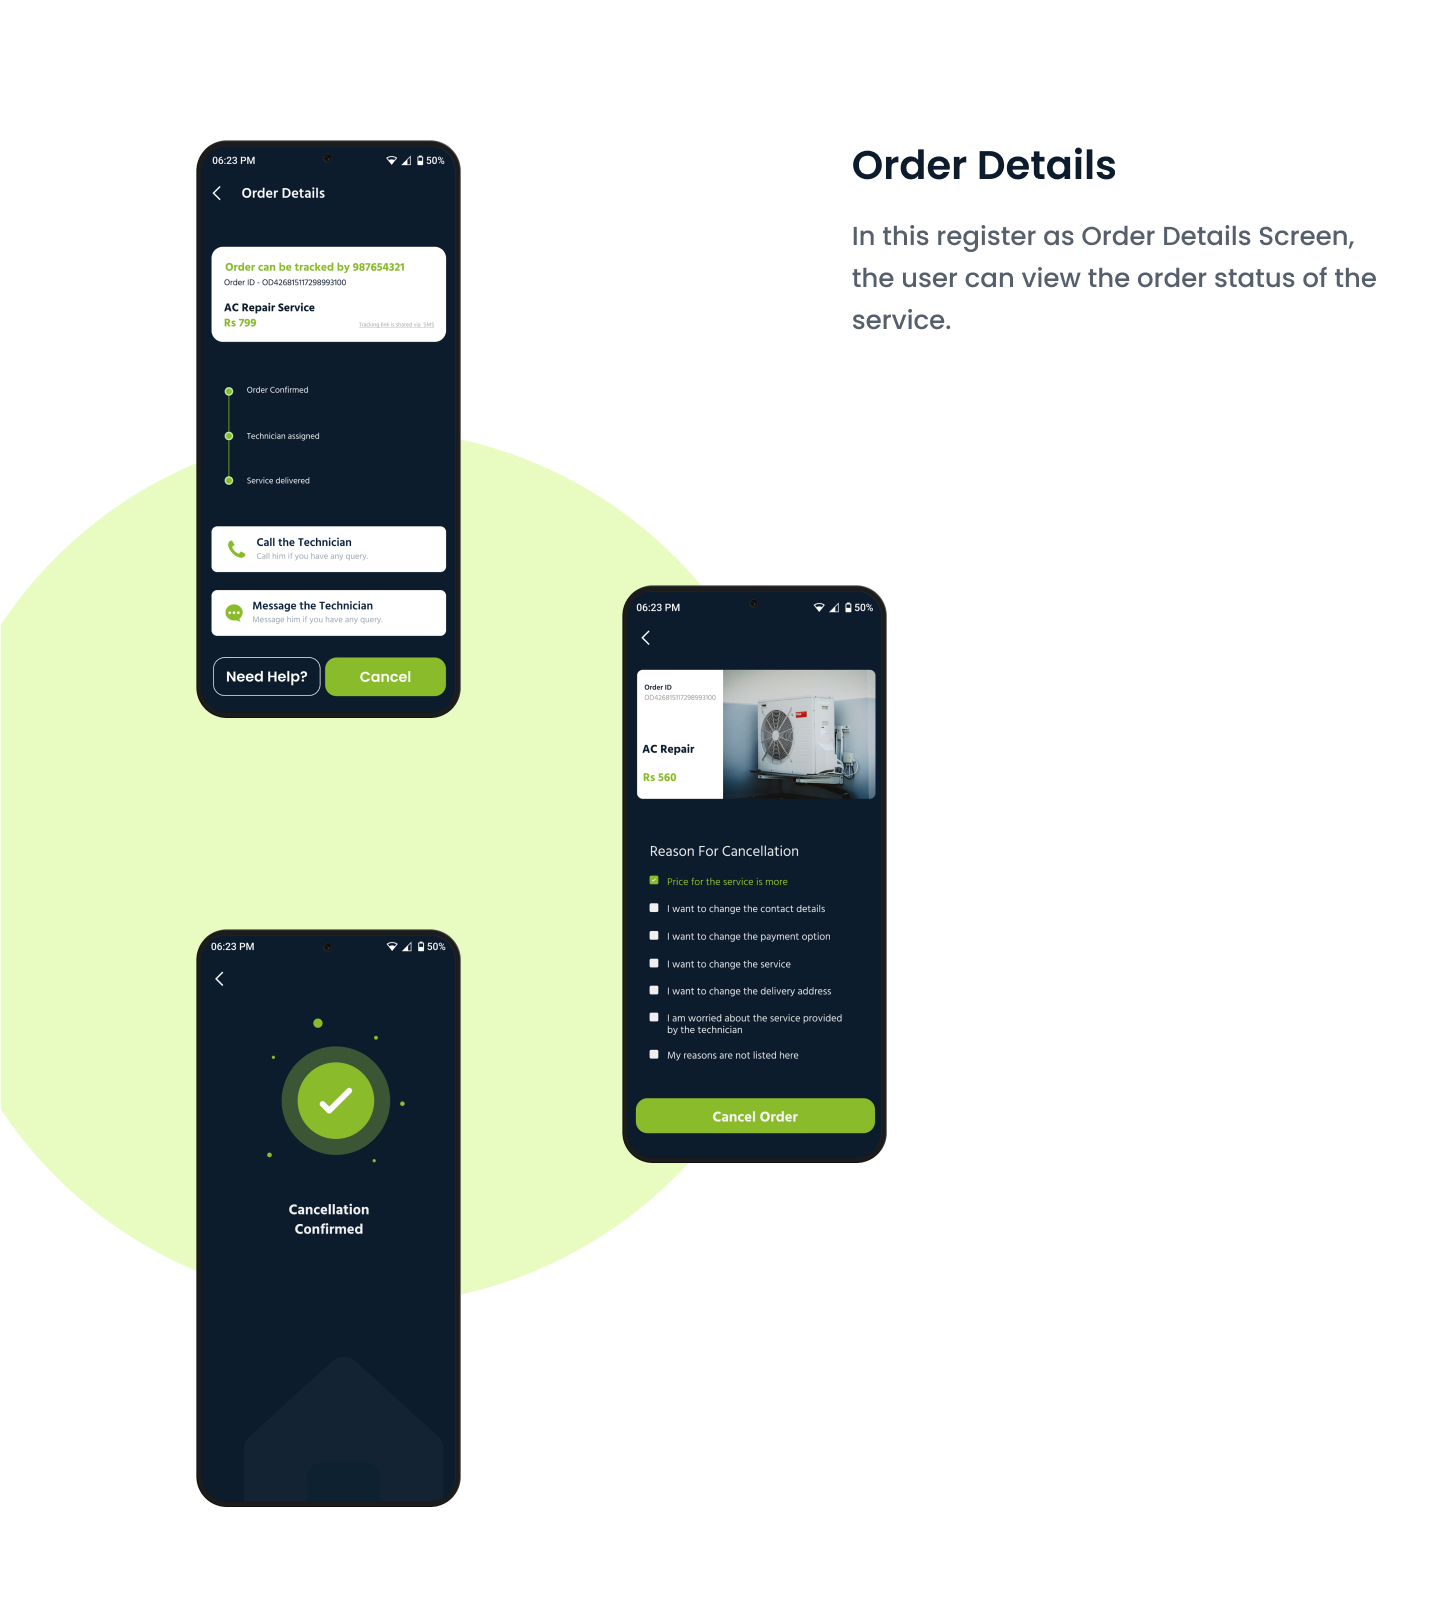 06:23 PM
50%
Order Details
Order can be tracked by 987654321
Order ID - OD426815117298993100
AC Repair Service
Rs 799
Tracking link is shared via SMS
Order Confirmed
Technician assigned
Service delivered
Call the Technician
Call him if you have any query.
Message the Technician
Message him if you have any query.
Need Help?
Cancel
Order Details
In this register as Order Details Screen,
the user can view the order status of the
service.
06:23 PM
50%
Order ID
OD426815117298993100
AC Repair
Rs 560
Reason For Cancellation
Price for the service is more
I want to change the contact details
I want to change the payment option
I want to change the service
I want to change the delivery address
I am worried about the service provided
by the technician
My reasons are not listed here
Cancel Order
06:23 PM
50%
Cancellation
Confirmed